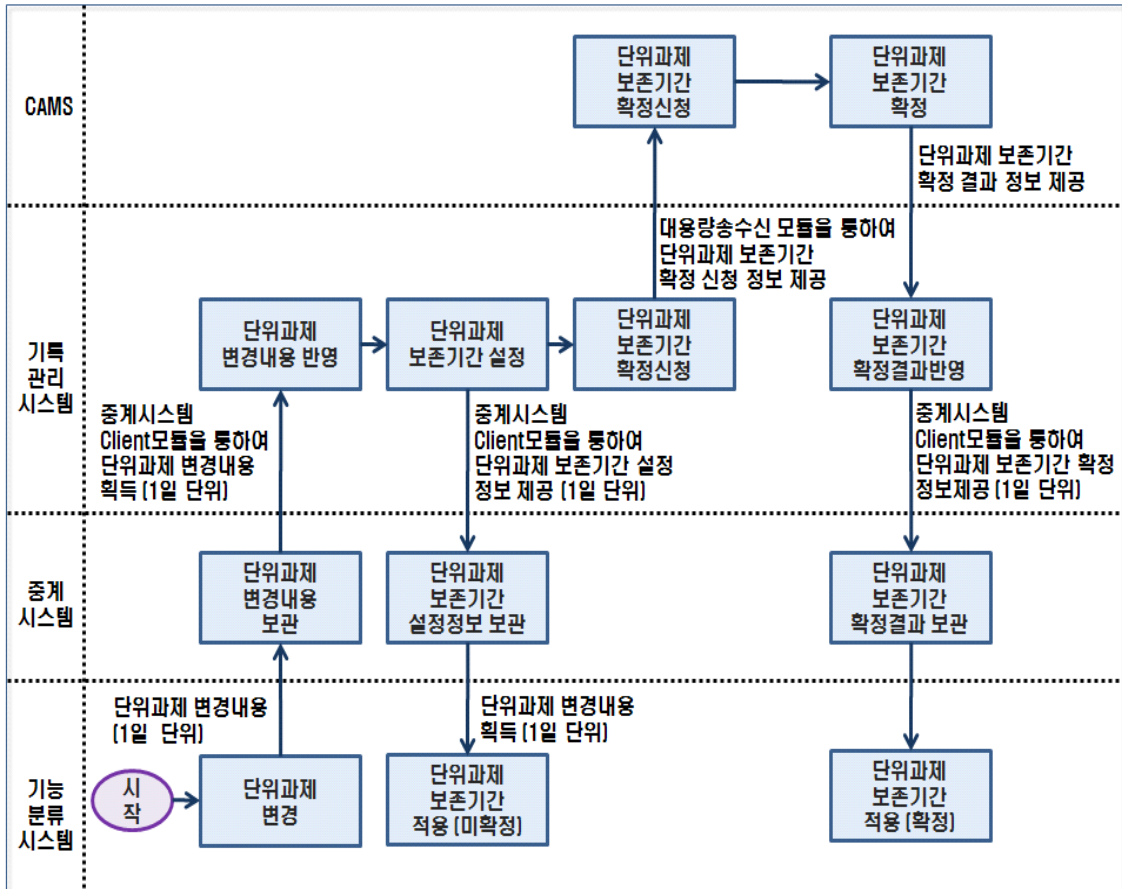 CAMS
단위과제
보존기간
확정신청
단위과제
보존기간
확정
단위과제 보존기간
확정 결과 정보 제공
대용량송수신 모듈을 통하여
단위과제 보존기간
확정 신청 정보 제공
기록
관리
시스템
단위과제
변경내용 반영
단위과제
보존기간 설정
단위과제
보존기간
확정신청
단위과제
보존기간
확정결과반영
중계시스템
Client모듈을 통하여
단위과제 변경내용
획득 (1일 단위)
중계시스템
Client모듈을 통하여
단위과제 보존기간 설정
정보 제공 (1일 단위)
중계시스템
Client모듈을 통하여
단위과제 보존기간 확정
정보제공 (1일 단위)
중계
시스템
단위과제
변경내용
보관
단위과제
보존기간
설정정보 보관
단위과제
보존기간
확정결과 보관
단위과제 변경내용
(1일 단위)
단위과제 변경내용
획득 (1일 단위)
기능
분류
시스템
시
작
단위과제
변경
단위과제
보존기간
적용 (미확정)
단위과제
보존기간
적용 (확정)